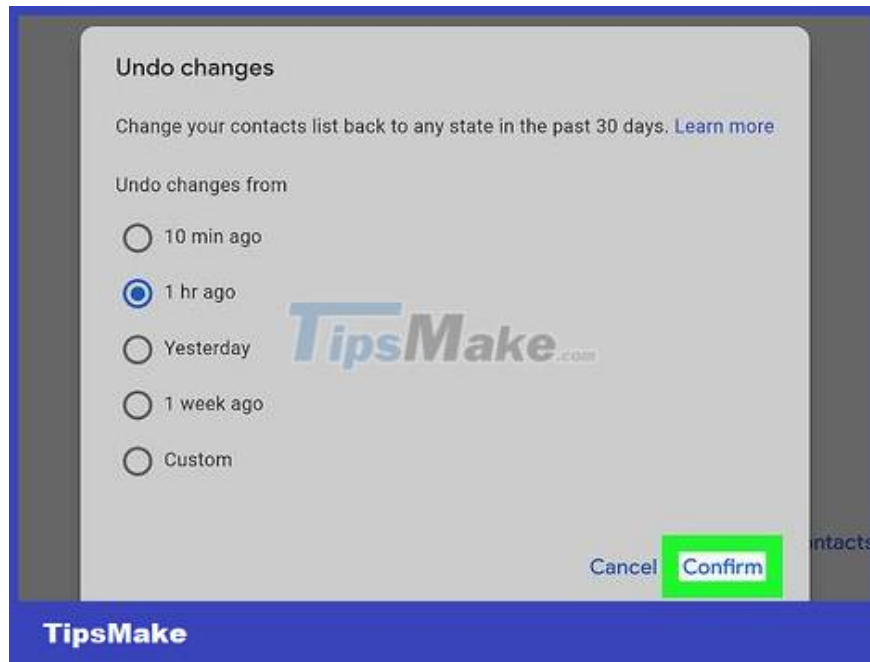 Undo changes
Change your contacts list back to any state in the past 30 days. Learn more
Undo changes from
10 min ago
1 hr ago
Yesterday
TipsMake.com
1 week ago
Custom
ontacts
Cancel Confirm
TipsMake